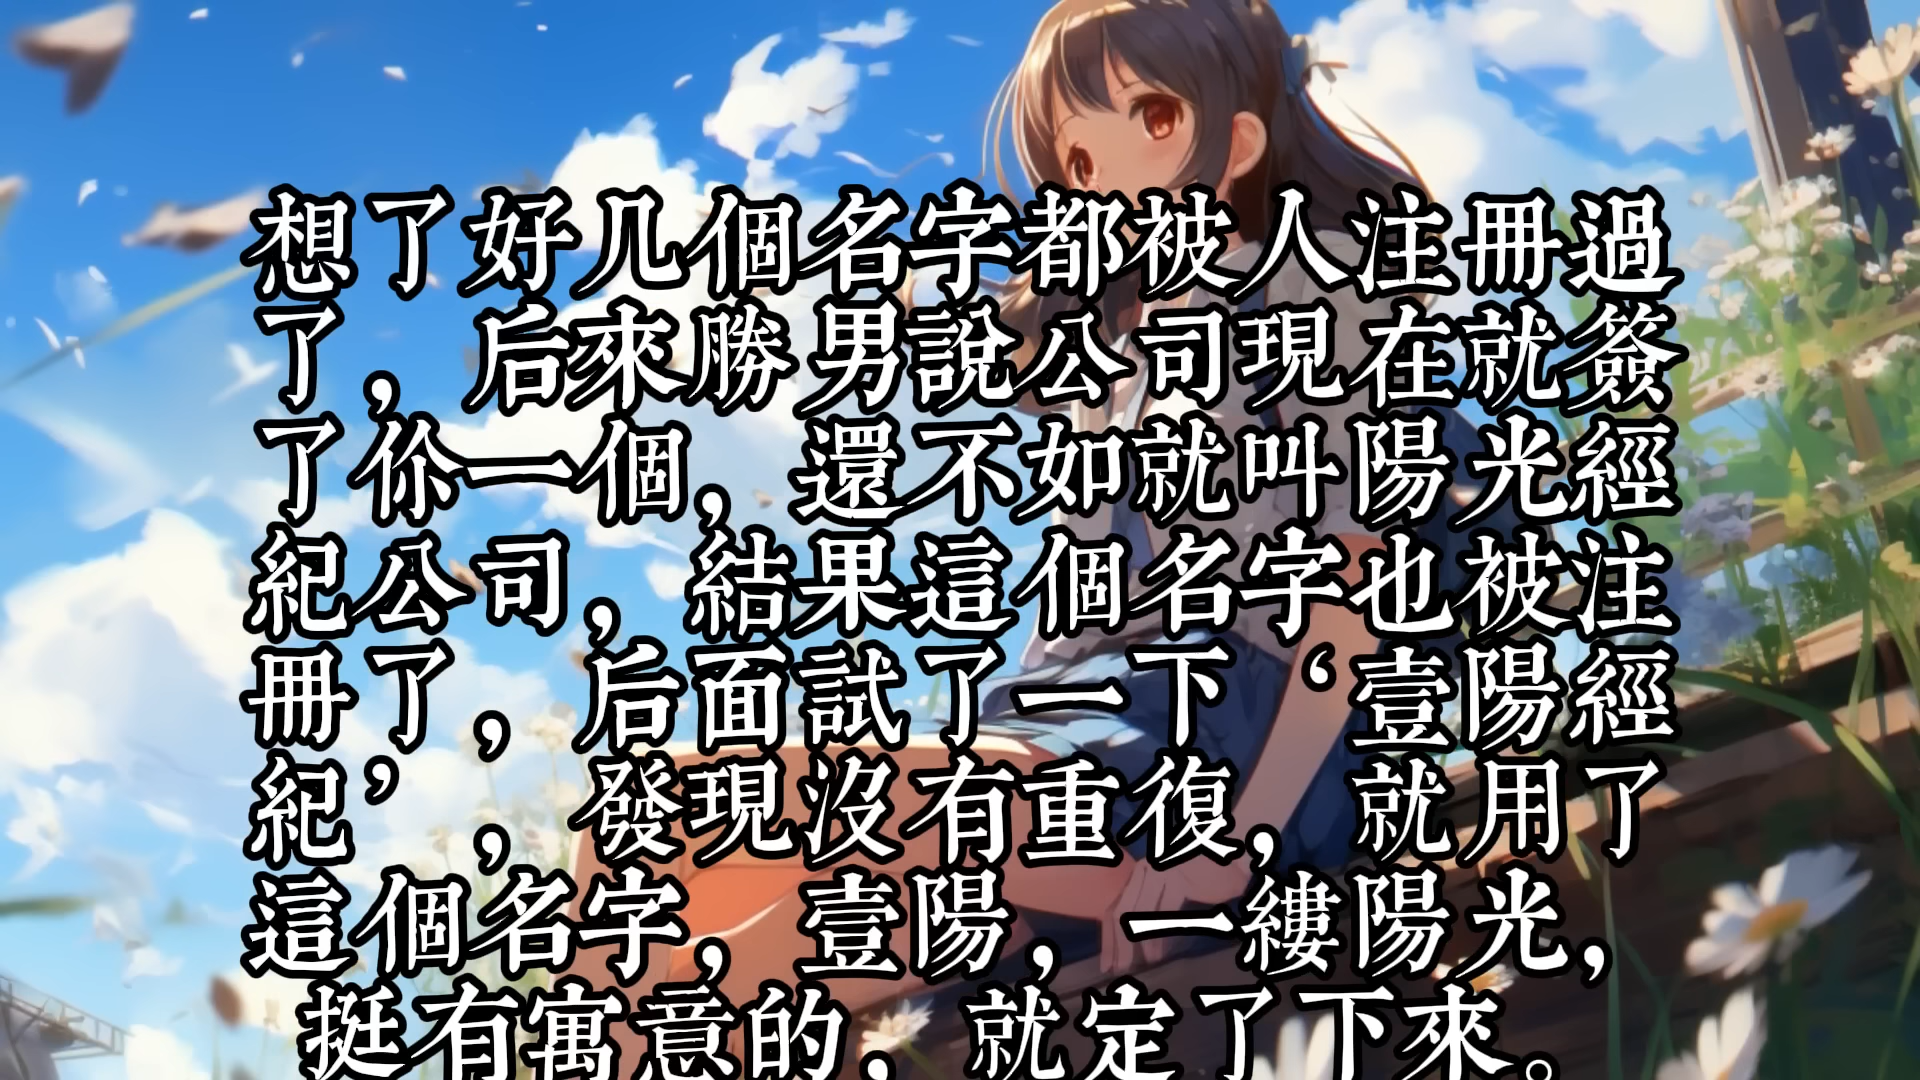 想了好几個名字都被人注冊過
了，后來勝男說公司現在就簽
了你一個，還不如就叫陽光經
紀公司，結果這個名字也被注
冊了，后面試了一下‘壹陽經
紀’，發現沒有重復，就用了
這個名字，壹陽，一縷陽光，
挺有寓意的，就定了下來。